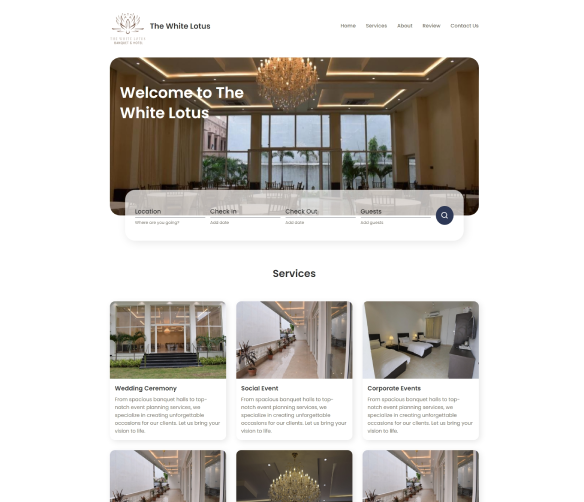 THE WHITE LOTUS
BANQUET & HOTEL
The White Lotus
Home Services About Review Contact Us
Welcome to The
White Lotus
Location Check In Check Out Guests
Where are you going? Add date Add date Add guests
Services
Wedding Ceremony
From spacious banquet halls to top-
notch event planning services, we
specialize in creating unforgettable
occasions for our clients. Let us bring your
vision to life.
Social Event
From spacious banquet halls to top-
notch event planning services, we
specialize in creating unforgettable
occasions for our clients. Let us bring your
vision to life.
Corporate Events
From spacious banquet halls to top-
notch event planning services, we
specialize in creating unforgettable
occasions for our clients. Let us bring your
vision to life.